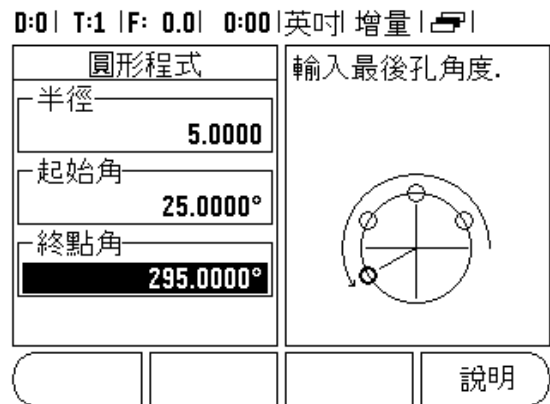 D:0 | T:1 | F: 0.0 | 0:00 | 英吋 | 增量 |
圓形程式
半徑
5.0000
起始角
25.0000°
終點角
295.0000°
輸入最後孔角度.
說明